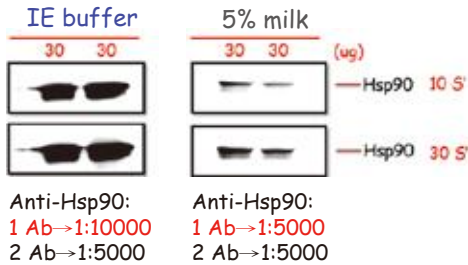 IE buffer 5% milk
30 30 30 30 (ug)
Hsp90 10 S'
Hsp90 30 S'
Anti-Hsp90: Anti-Hsp90:
1 Ab→1:10000 1 Ab→1:5000
2 Ab→1:5000 2 Ab→1:5000